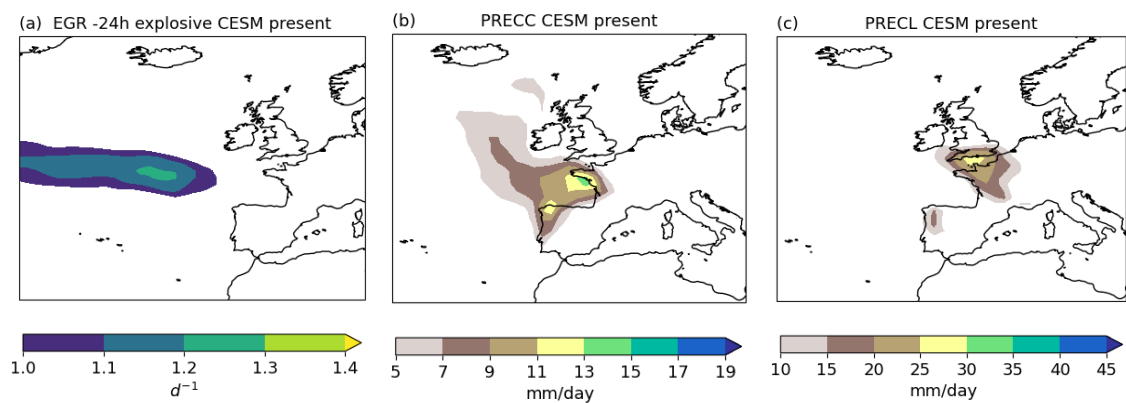 (a) EGR -24h explosive CESM present
(b) PRECC CESM present
(c) PRECL CESM present
1.0 1.1 1.2 1.3 1.4
d⁻¹
5 7 9 11 13 15 17 19
mm/day
10 15 20 25 30 35 40 45
mm/day